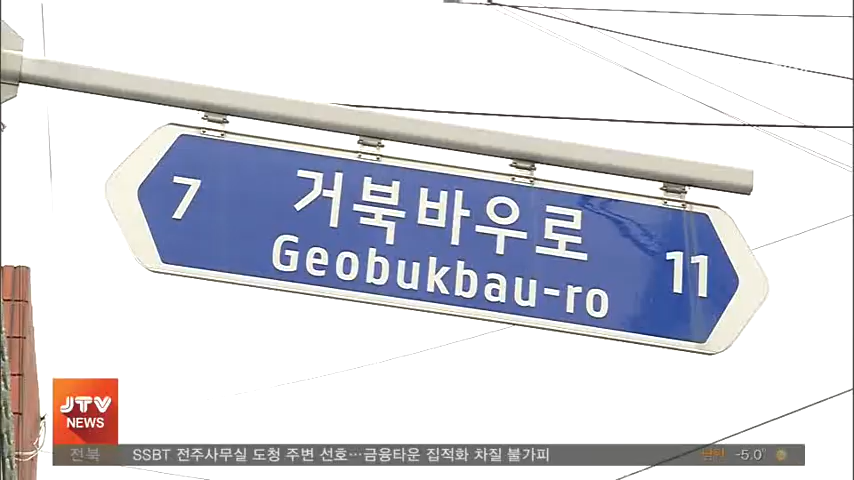 7 거북바우로 11
Geobukbau-ro
JTV
NEWS
전북 SSBT 전주사무실 도청 주변 선호…금융타운 집적화 차질 불가피 -5.0°